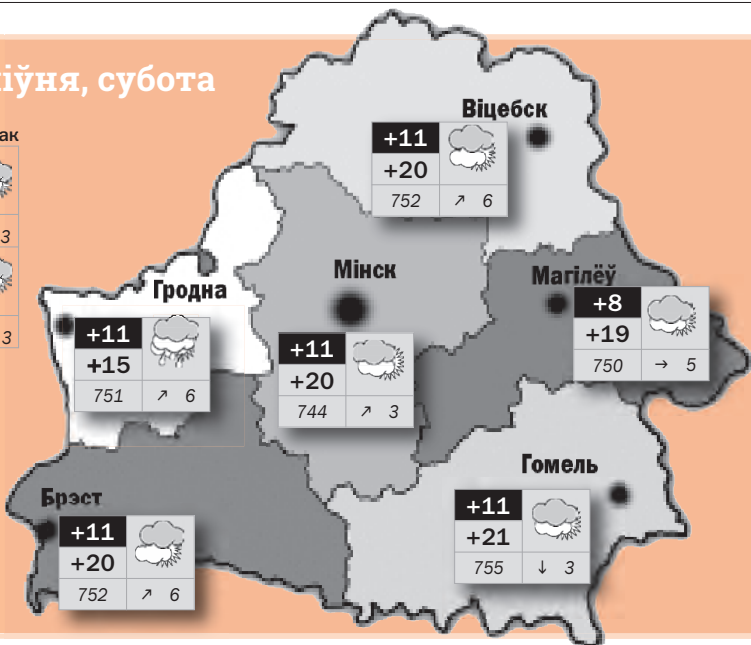 іўня, субота
ак
3
3
Віцебск
+11
+20
752 ↗ 6
Мінск
+11
+20
744 ↗ 3
Магілёў
+8
+19
750 → 5
Гродна
+11
+15
751 ↗ 6
Гомель
+11
+21
755 ↓ 3
Брэст
+11
+20
752 ↗ 6